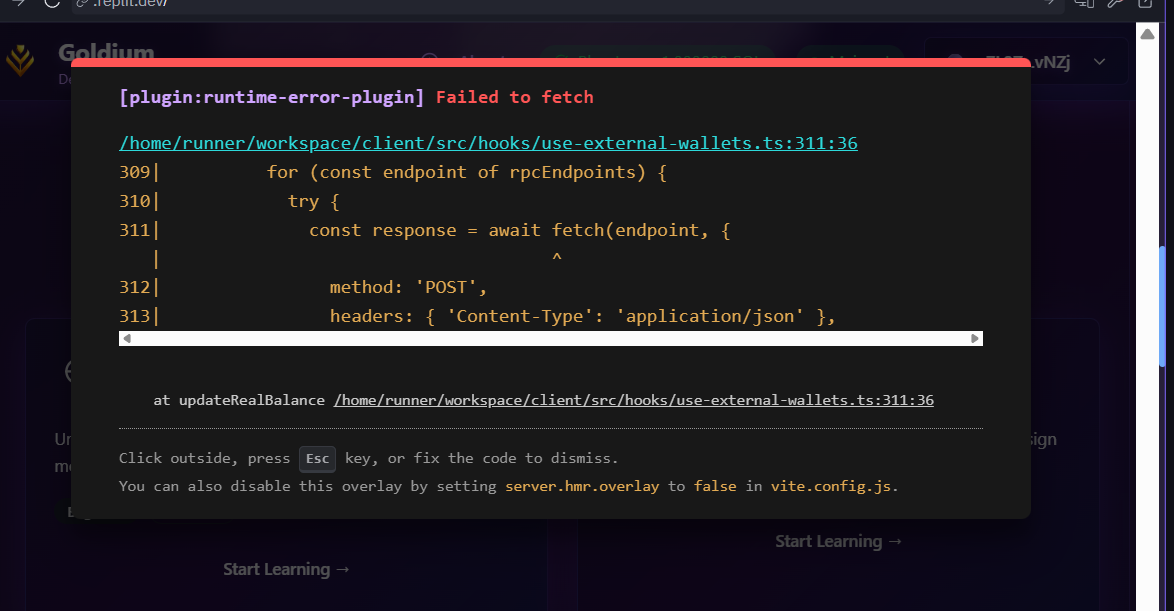 .replit.dev/
Goldium
[plugin:runtime-error-plugin] Failed to fetch
/home/runner/workspace/client/src/hooks/use-external-wallets.ts:311:36
309| for (const endpoint of rpcEndpoints) {
310| try {
311| const response = await fetch(endpoint, {
| ^
312| method: 'POST',
313| headers: { 'Content-Type': 'application/json' },
at updateRealBalance /home/runner/workspace/client/src/hooks/use-external-wallets.ts:311:36
Click outside, press Esc key, or fix the code to dismiss.
You can also disable this overlay by setting server.hmr.overlay to false in vite.config.js.
Start Learning →
Start Learning →